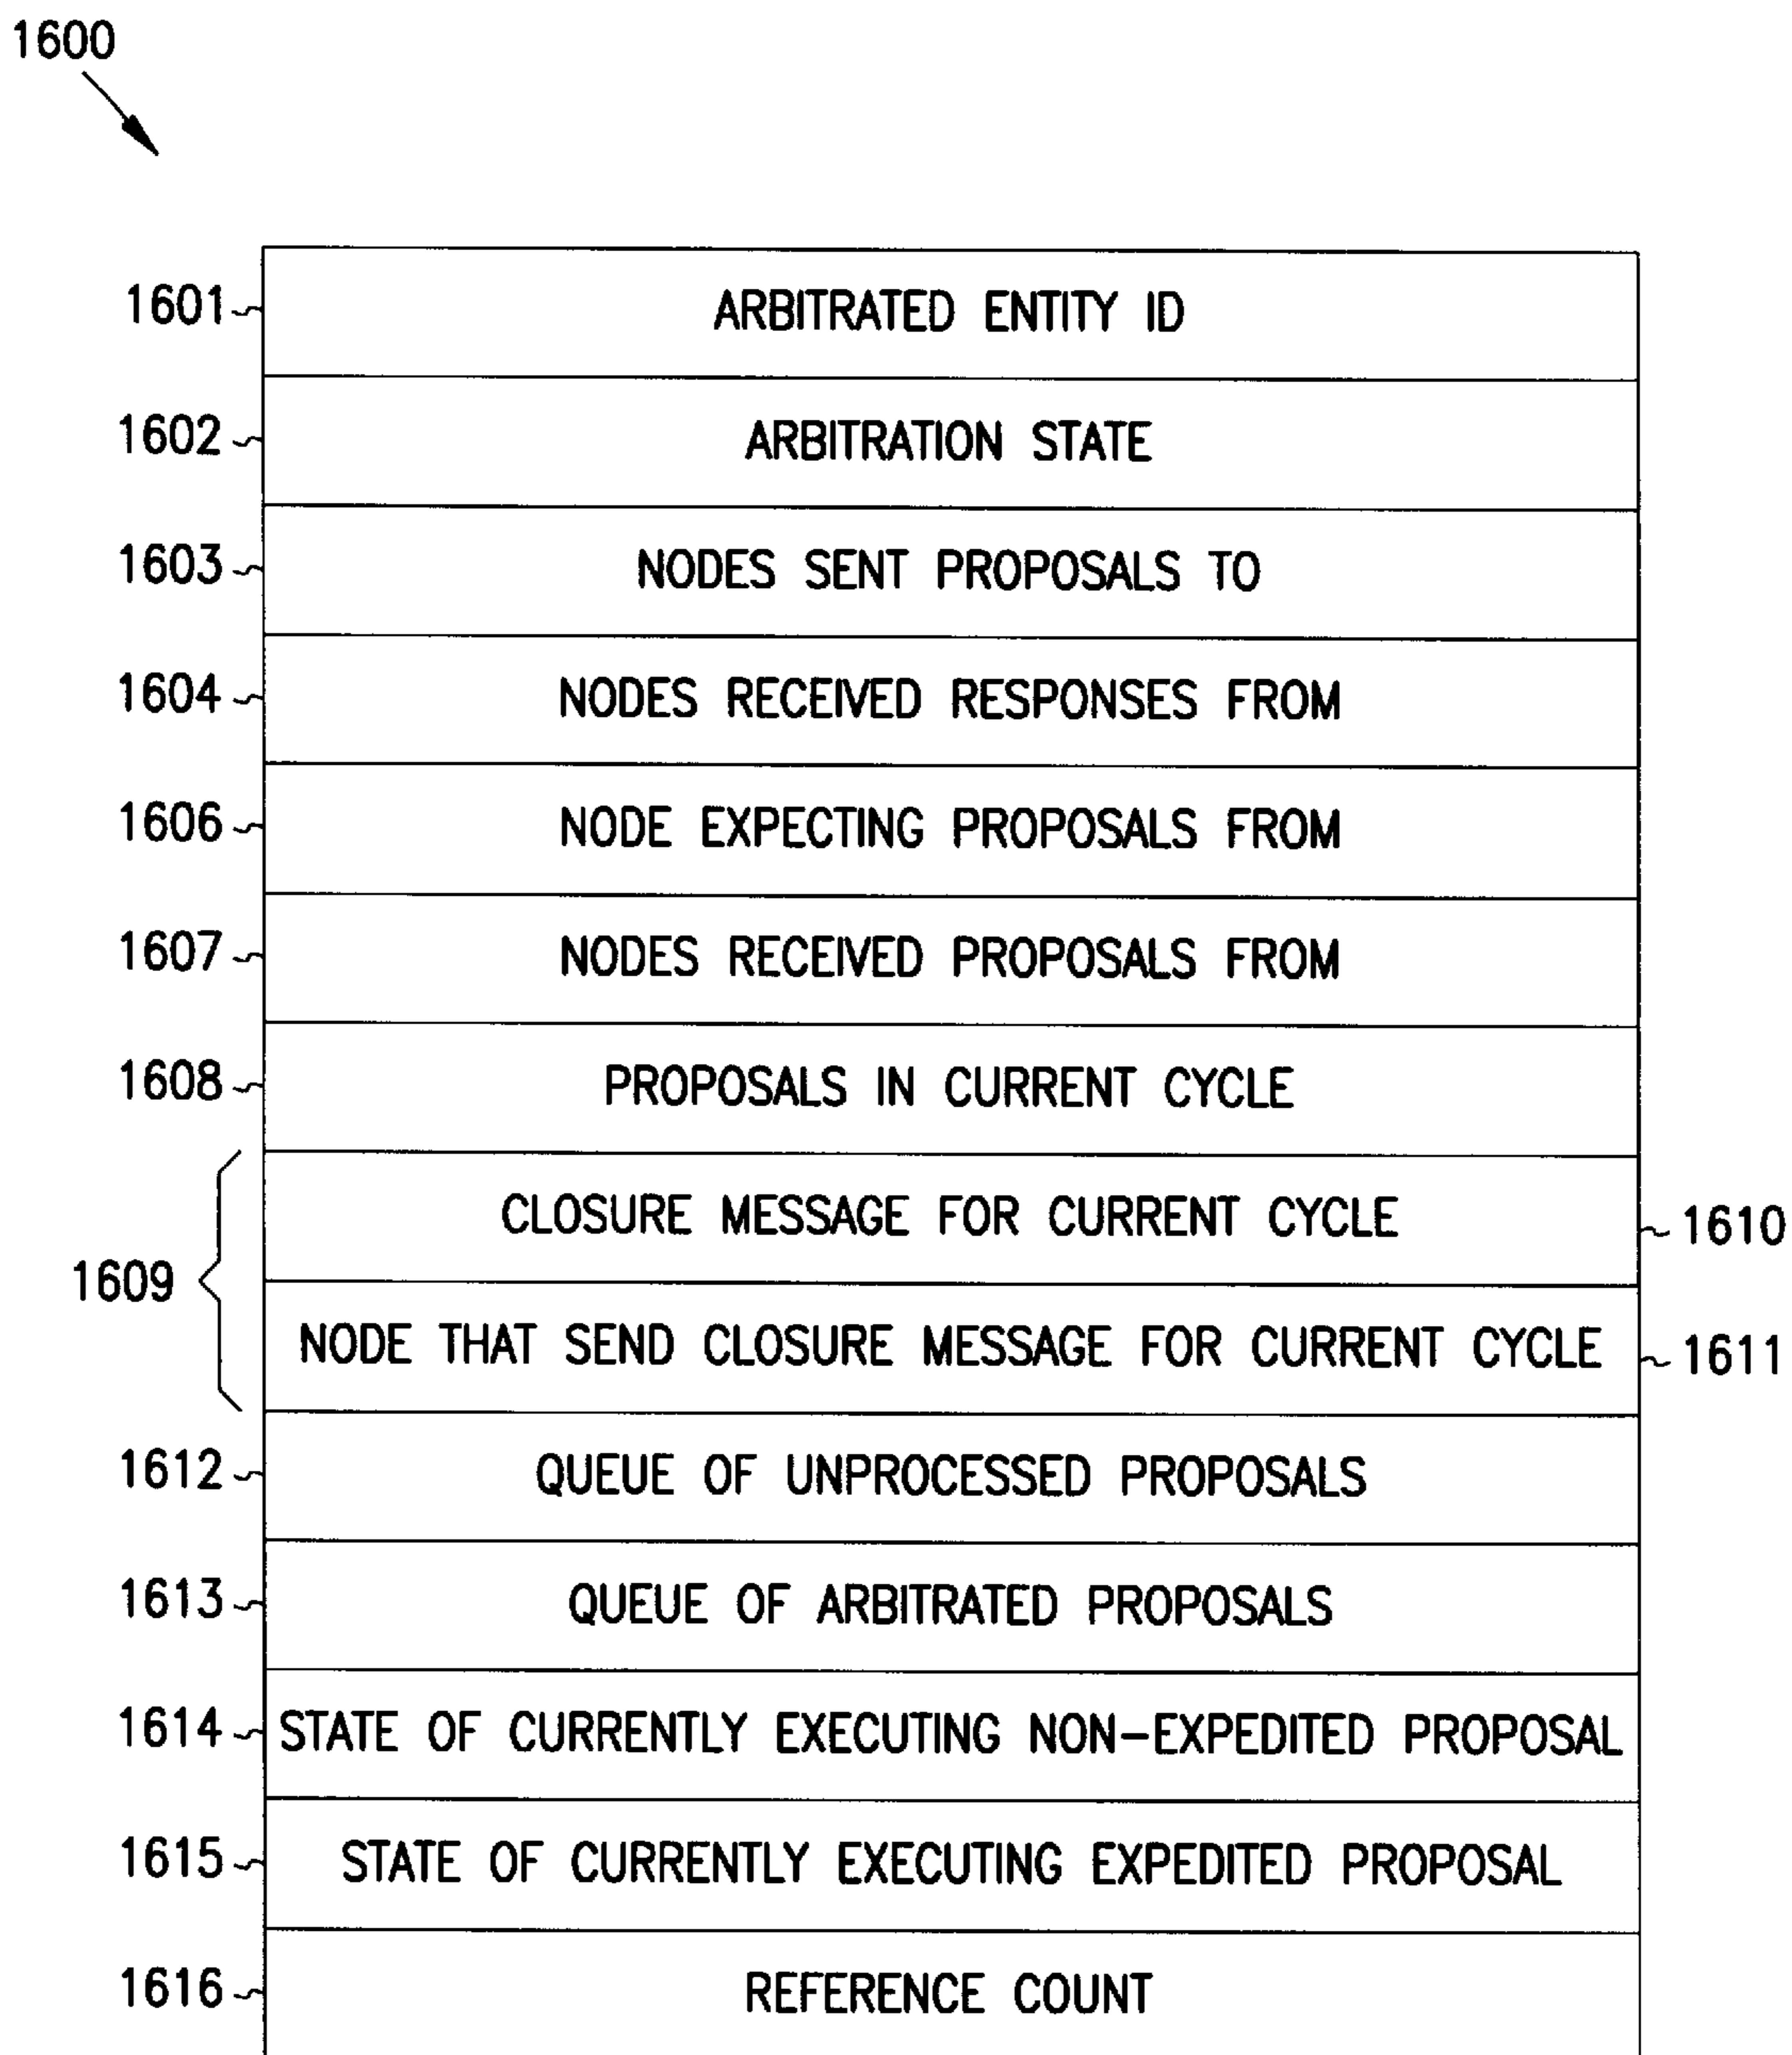 1600
1601 ARBITRATED ENTITY ID
1602 ARBITRATION STATE
1603 NODES SENT PROPOSALS TO
1604 NODES RECEIVED RESPONSES FROM
1606 NODE EXPECTING PROPOSALS FROM
1607 NODES RECEIVED PROPOSALS FROM
1608 PROPOSALS IN CURRENT CYCLE
CLOSURE MESSAGE FOR CURRENT CYCLE 1610
1609
NODE THAT SEND CLOSURE MESSAGE FOR CURRENT CYCLE 1611
1612 QUEUE OF UNPROCESSED PROPOSALS
1613 QUEUE OF ARBITRATED PROPOSALS
1614 STATE OF CURRENTLY EXECUTING NON-EXPEDITED PROPOSAL
1615 STATE OF CURRENTLY EXECUTING EXPEDITED PROPOSAL
1616 REFERENCE COUNT